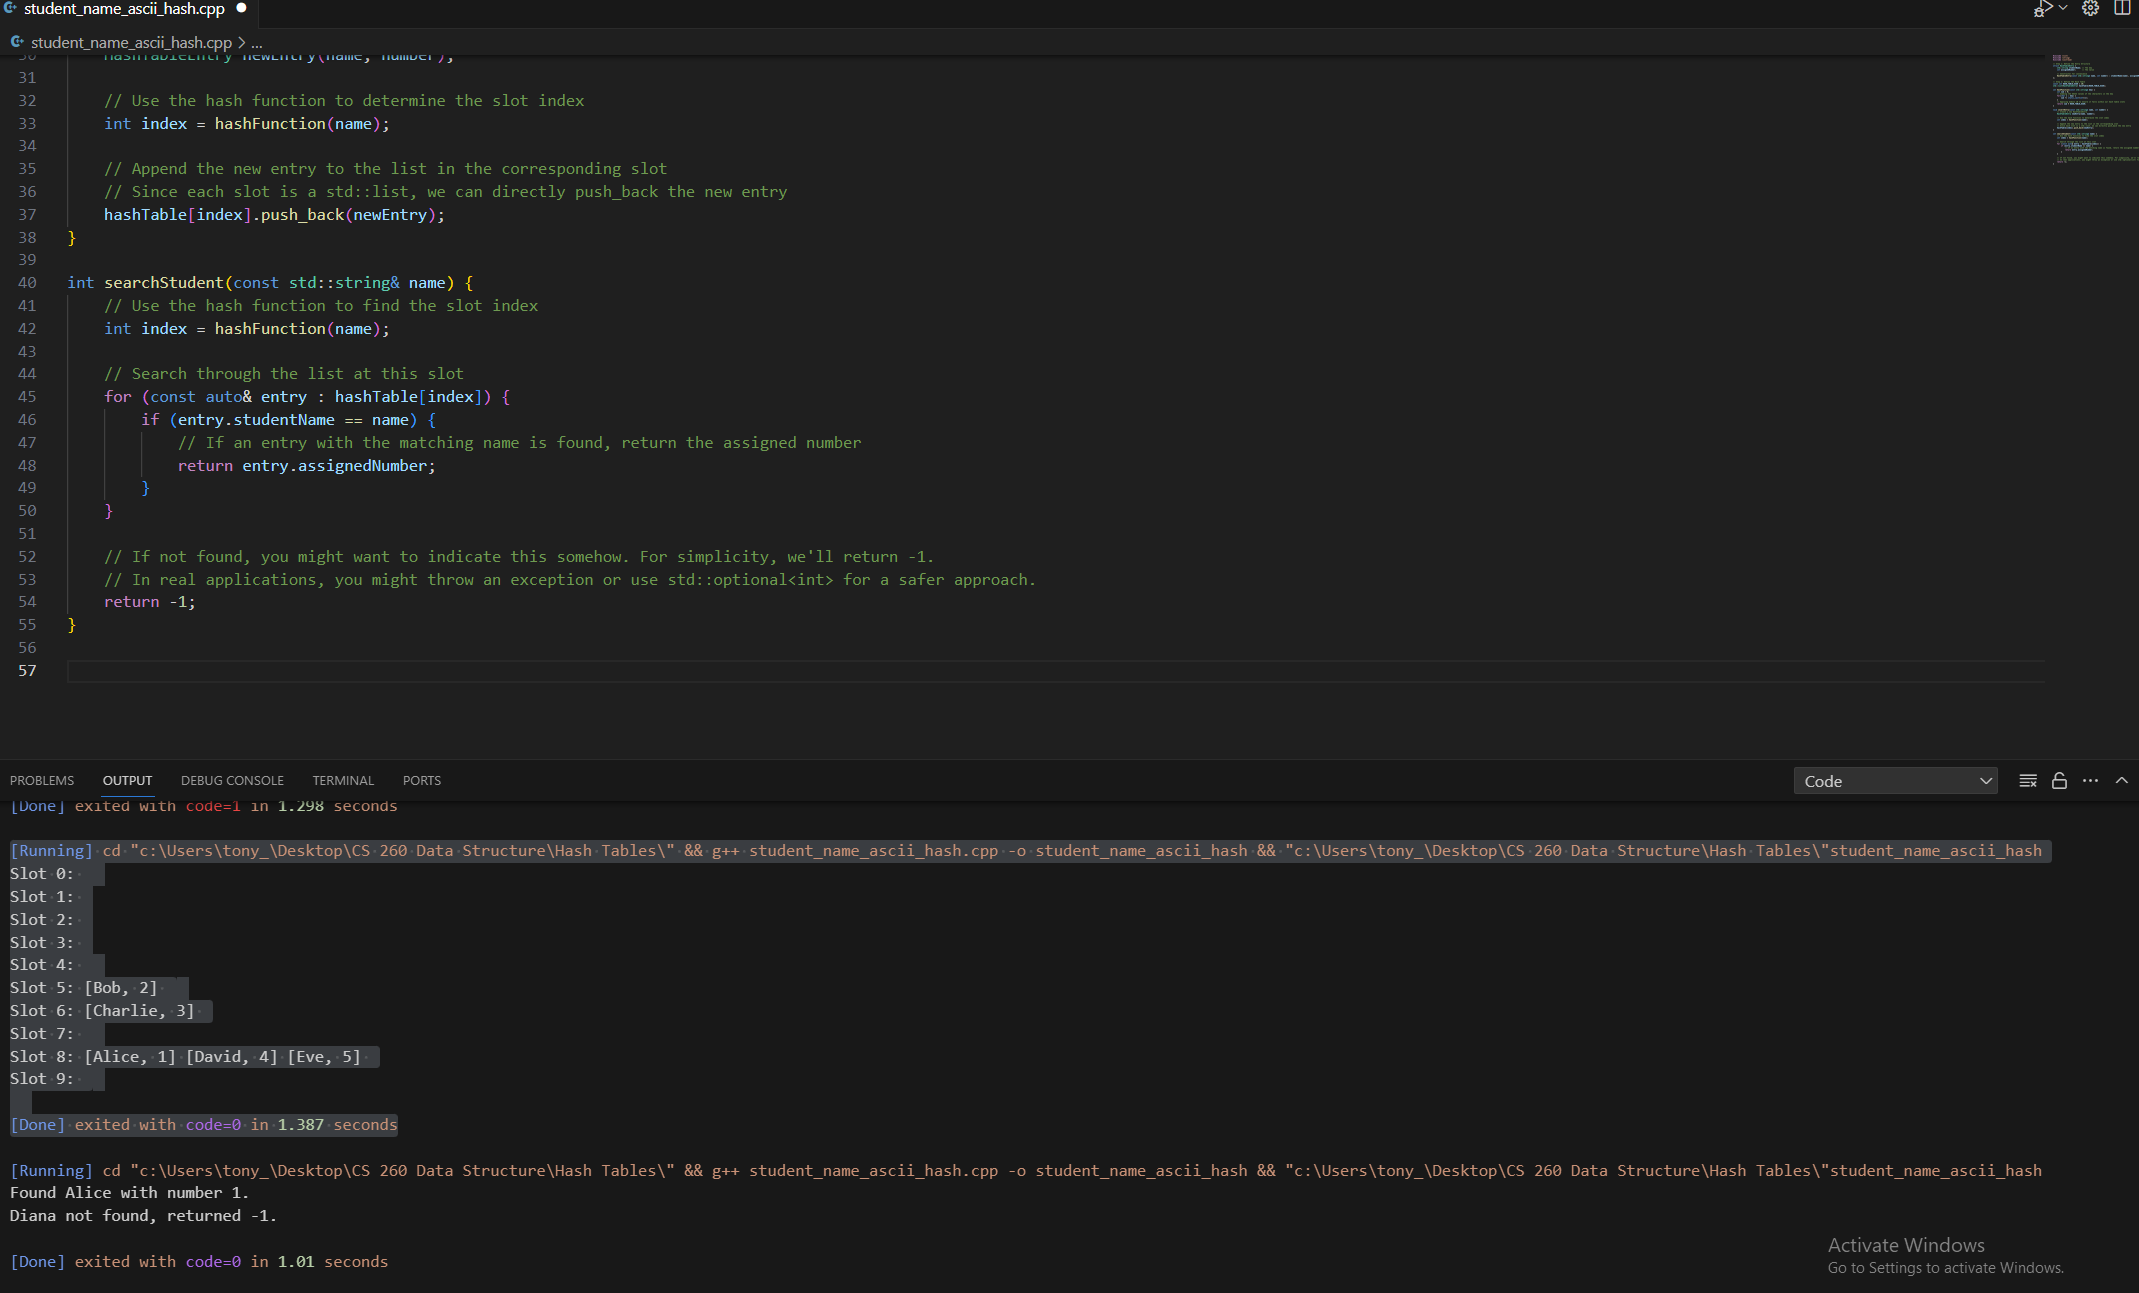 student_name_ascii_hash.cpp
student_name_ascii_hash.cpp > ...
30 hashTableEntry newEntry(name, number);
31
32 // Use the hash function to determine the slot index
33 int index = hashFunction(name);
34
35 // Append the new entry to the list in the corresponding slot
36 // Since each slot is a std::list, we can directly push_back the new entry
37 hashTable[index].push_back(newEntry);
38 }
39
40 int searchStudent(const std::string& name) {
41 // Use the hash function to find the slot index
42 int index = hashFunction(name);
43
44 // Search through the list at this slot
45 for (const auto& entry : hashTable[index]) {
46 if (entry.studentName == name) {
47 // If an entry with the matching name is found, return the assigned number
48 return entry.assignedNumber;
49 }
50 }
51
52 // If not found, you might want to indicate this somehow. For simplicity, we'll return -1.
53 // In real applications, you might throw an exception or use std::optional<int> for a safer approach.
54 return -1;
55 }
56
57
PROBLEMS OUTPUT DEBUG CONSOLE TERMINAL PORTS Code
[Done] exited with code=1 in 1.298 seconds
[Running] cd "c:\Users\tony_\Desktop\CS 260 Data Structure\Hash Tables\" && g++ student_name_ascii_hash.cpp -o student_name_ascii_hash && "c:\Users\tony_\Desktop\CS 260 Data Structure\Hash Tables\"student_name_ascii_hash
Slot 0:
Slot 1:
Slot 2:
Slot 3:
Slot 4:
Slot 5: [Bob, 2]
Slot 6: [Charlie, 3]
Slot 7:
Slot 8: [Alice, 1] [David, 4] [Eve, 5]
Slot 9:
[Done] exited with code=0 in 1.387 seconds
[Running] cd "c:\Users\tony_\Desktop\CS 260 Data Structure\Hash Tables\" && g++ student_name_ascii_hash.cpp -o student_name_ascii_hash && "c:\Users\tony_\Desktop\CS 260 Data Structure\Hash Tables\"student_name_ascii_hash
Found Alice with number 1.
Diana not found, returned -1.
[Done] exited with code=0 in 1.01 seconds
Activate Windows
Go to Settings to activate Windows.